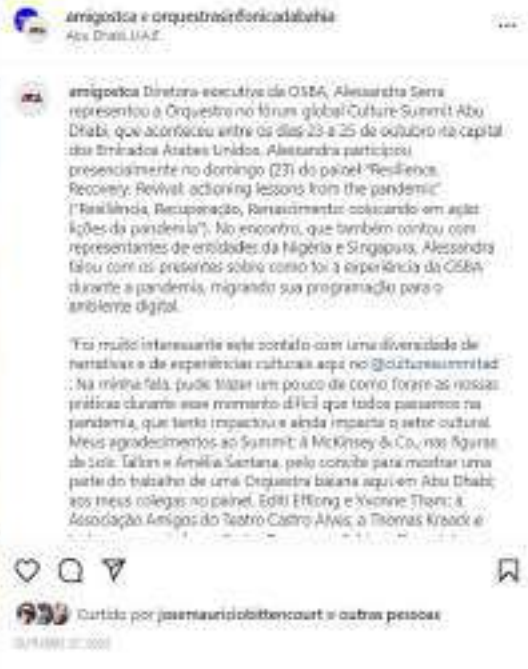 amigostca e orquestrasinfonicadabahia
Abu Dhabi, U.A.E.
amigostca Diretora executiva da OSBA, Alessandra Serra
representou a Orquestra no fórum global Culture Summit Abu
Dhabi, que aconteceu entre os dias 23 a 25 de outubro na capital
dos Emirados Árabes Unidos. Alessandra participou
presencialmente no domingo (23) do painel "Resilience,
Recovery, Revival: actioning lessons from the pandemic"
("Resiliência, Recuperação, Renascimento: colocando em ação
lições da pandemia"). No encontro, que também contou com
representantes de entidades da Nigéria e Singapura, Alessandra
falou com os presentes sobre como foi a experiência da OSBA
durante a pandemia, migrando sua programação para o
ambiente digital.
"Foi muito interessante este contato com uma diversidade de
narrativas e de experiências culturais aqui no @culturesummitad
. Na minha fala, pude trazer um pouco de como foram as nossas
práticas durante esse momento difícil que todos passamos na
pandemia, que tanto impactou e ainda impacta o setor cultural.
Meus agradecimentos ao Summit; à McKinsey & Co., nas figuras
de Tallon e Amélia Santana, pelo convite para mostrar uma
parte do trabalho de uma Orquestra baiana aqui em Abu Dhabi;
aos meus colegas no painel, Editi Effiong e Yvonne Tham; à
Associação Amigos do Teatro Castro Alves; a Thomas e
Curtido por josemauriciobittencourt e outras pessoas